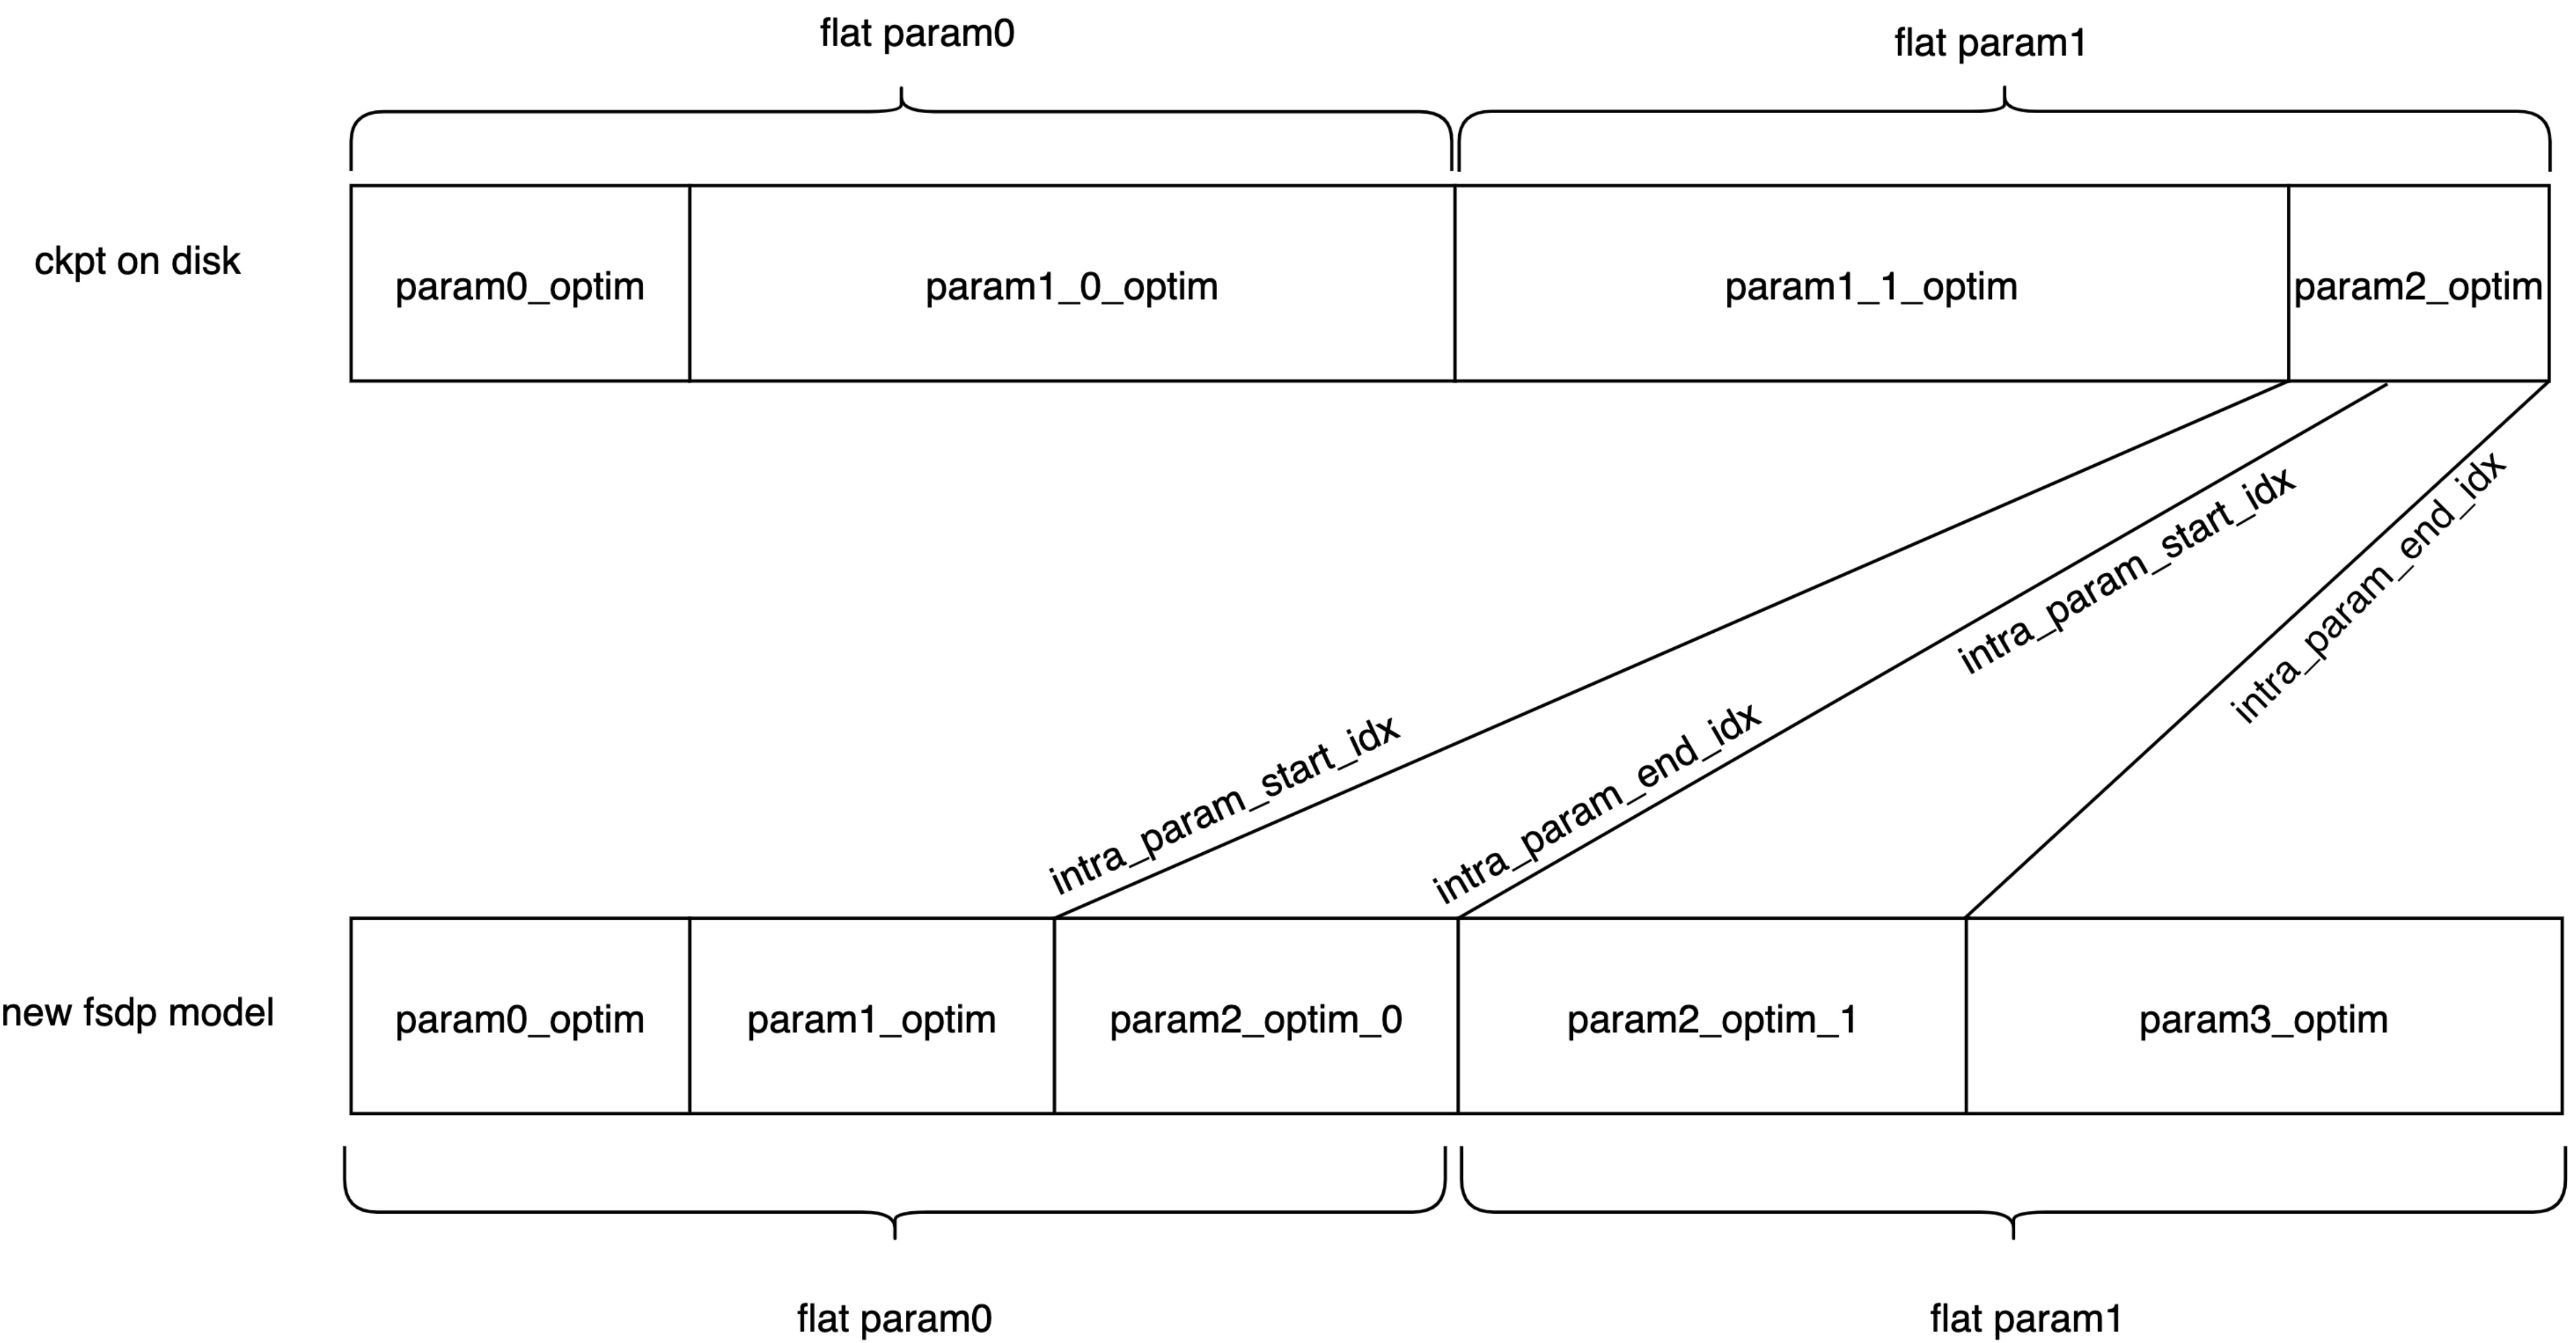 flat param0
flat param1
ckpt on disk
param0_optim
param1_0_optim
param1_1_optim
param2_optim
intra_param_start_idx
intra_param_end_idx
intra_param_start_idx
intra_param_end_idx
new fsdp model
param0_optim
param1_optim
param2_optim_0
param2_optim_1
param3_optim
flat param0
flat param1